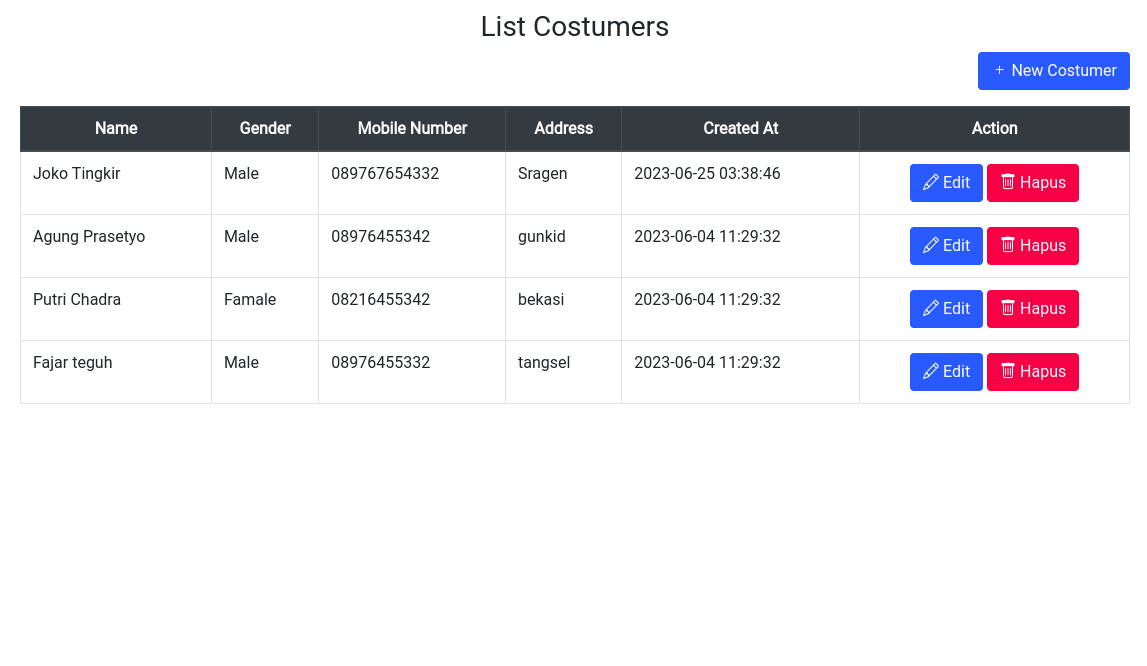 List Costumers
+ New Costumer
Name Gender Mobile Number Address Created At Action
Joko Tingkir Male 089767654332 Sragen 2023-06-25 03:38:46 Edit Hapus
Agung Prasetyo Male 08976455342 gunkid 2023-06-04 11:29:32 Edit Hapus
Putri Chadra Famale 08216455342 bekasi 2023-06-04 11:29:32 Edit Hapus
Fajar teguh Male 08976455332 tangsel 2023-06-04 11:29:32 Edit Hapus